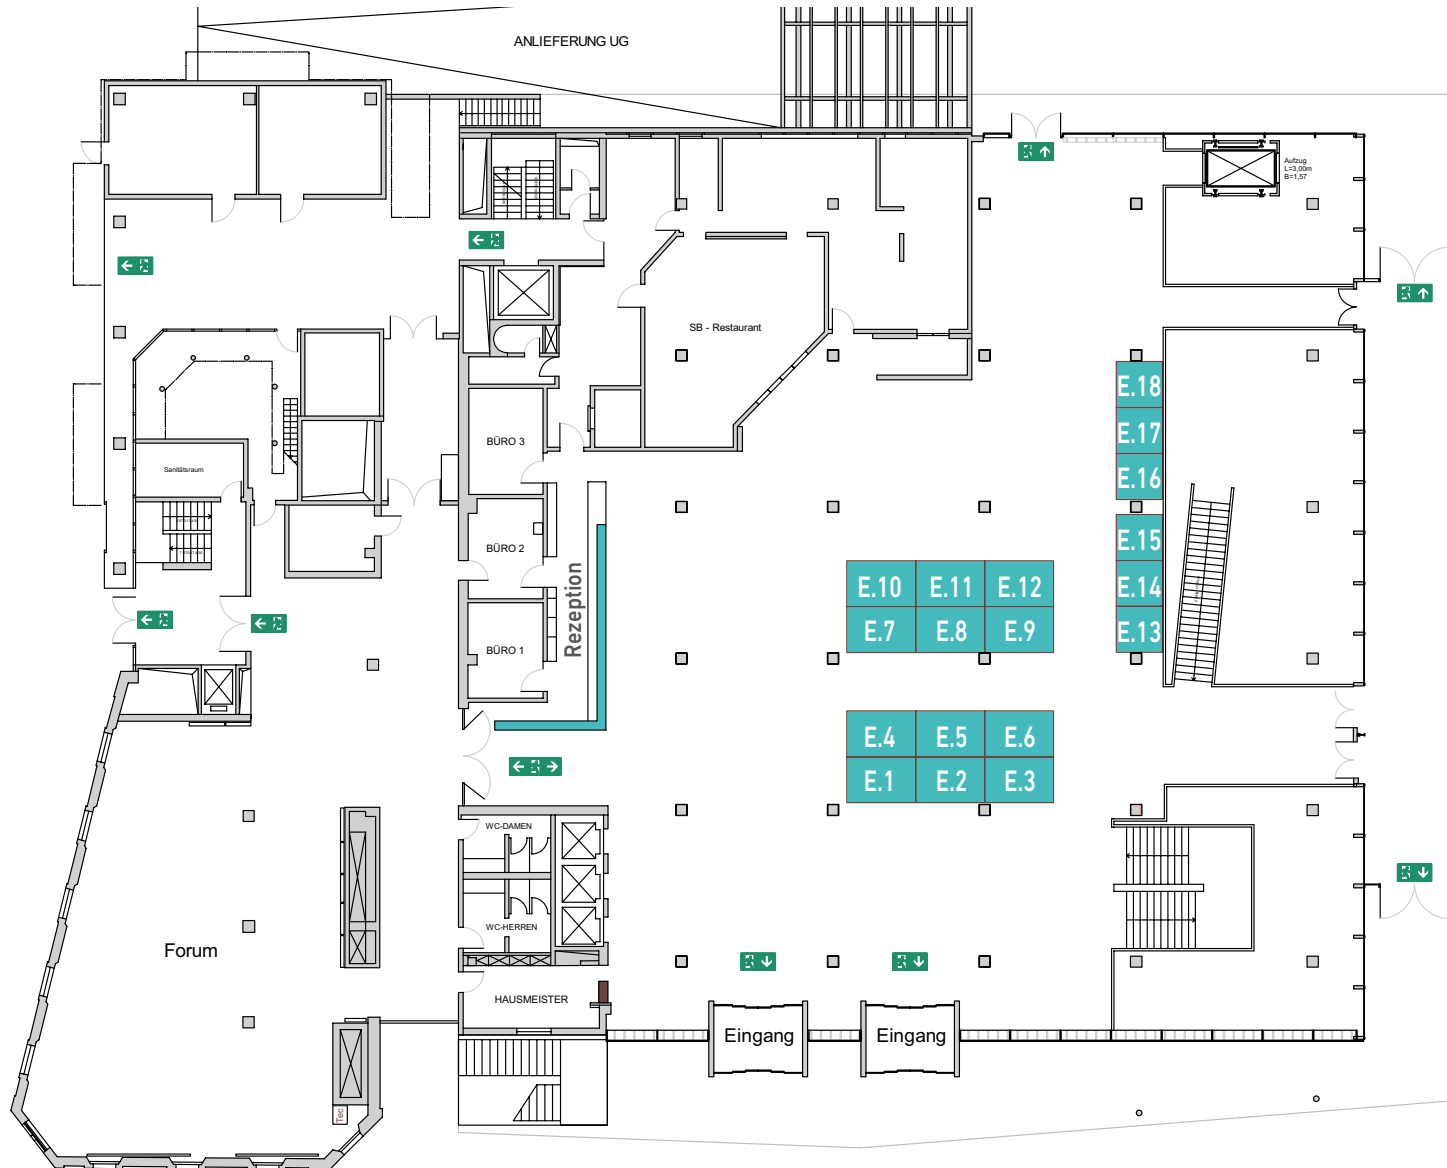 ANLIEFERUNG UG
Aufzug
L=3,00m
B=1,57
SB - Restaurant
E.18
E.17
E.16
E.15
E.14
E.13
BÜRO 3
BÜRO 2
BÜRO 1
Sanitätsraum
Rezeption
E.10 E.11 E.12
E.7 E.8 E.9
E.4 E.5 E.6
E.1 E.2 E.3
WC-DAMEN
WC-HERREN
HAUSMEISTER
Forum
Eingang
Eingang
Tec